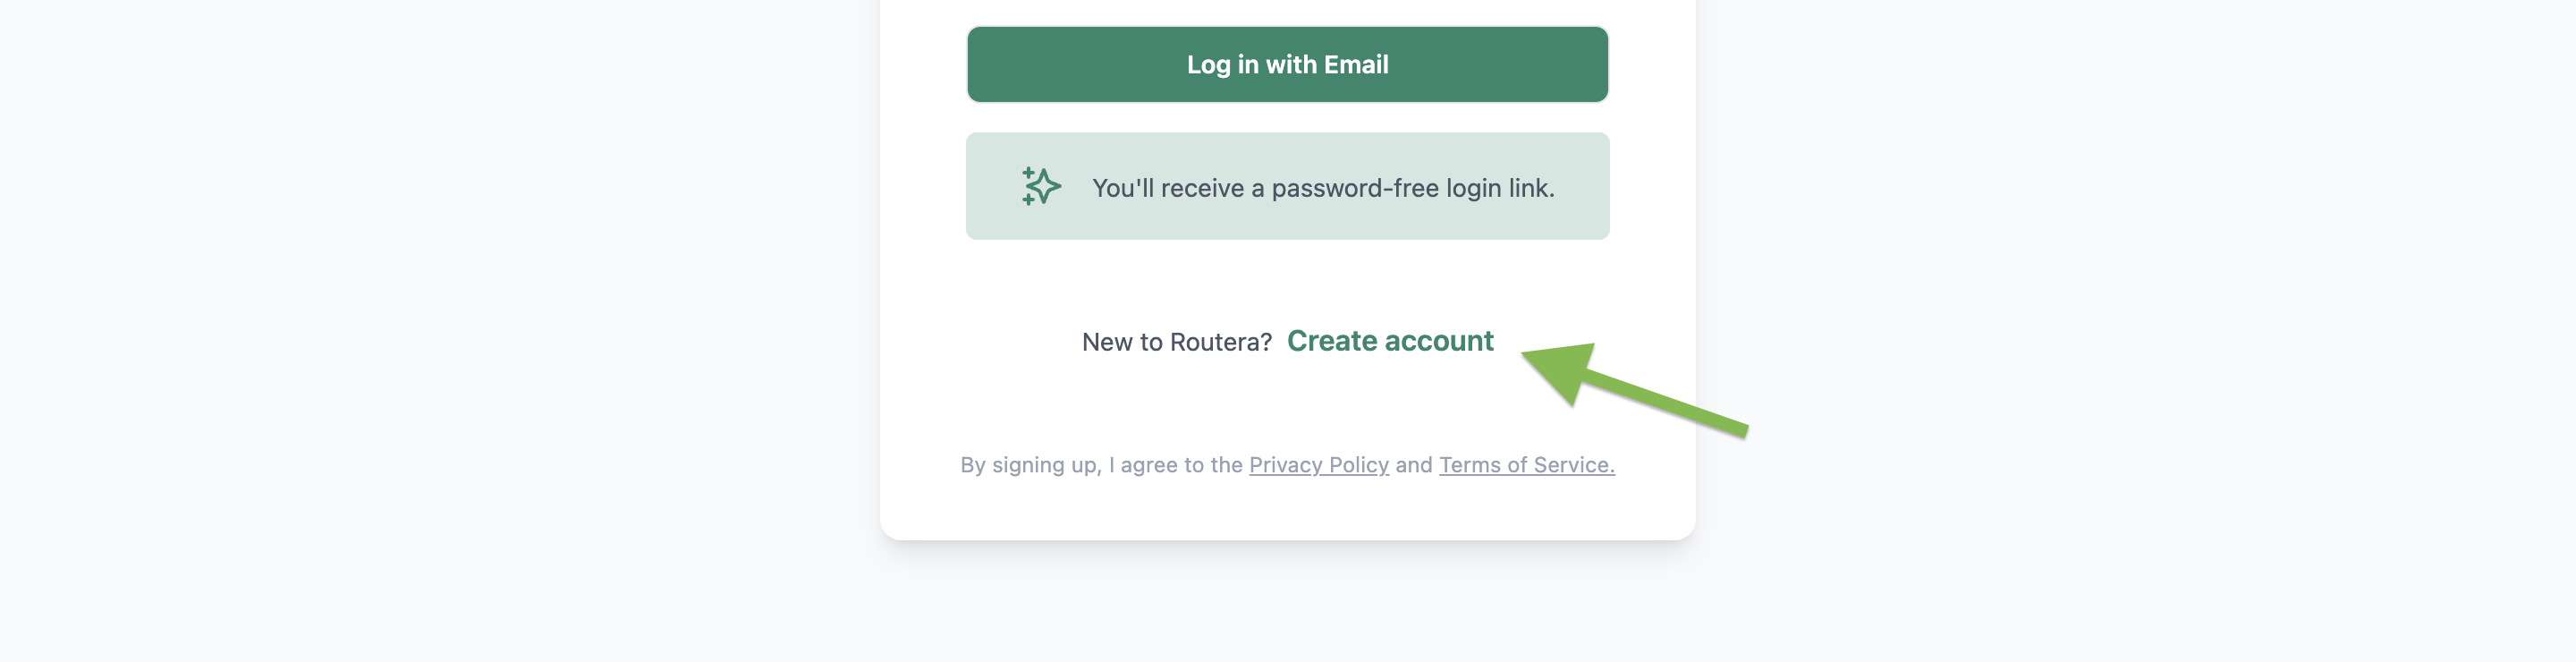 Log in with Email
You'll receive a password-free login link.
New to Routera? Create account
By signing up, I agree to the Privacy Policy and Terms of Service.